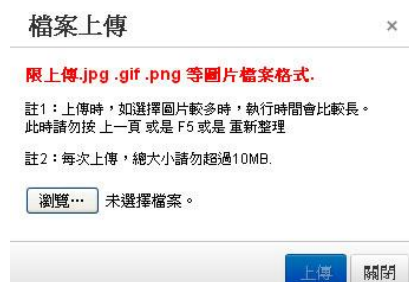 檔案上傳
×
限上傳.jpg .gif .png 等圖片檔案格式.
註1：上傳時，如選擇圖片較多時，執行時間會比較長。
此時請勿按 上一頁 或是 F5 或是 重新整理
註2：每次上傳，總大小請勿超過10MB.
瀏覽… 未選擇檔案。
上傳 關閉